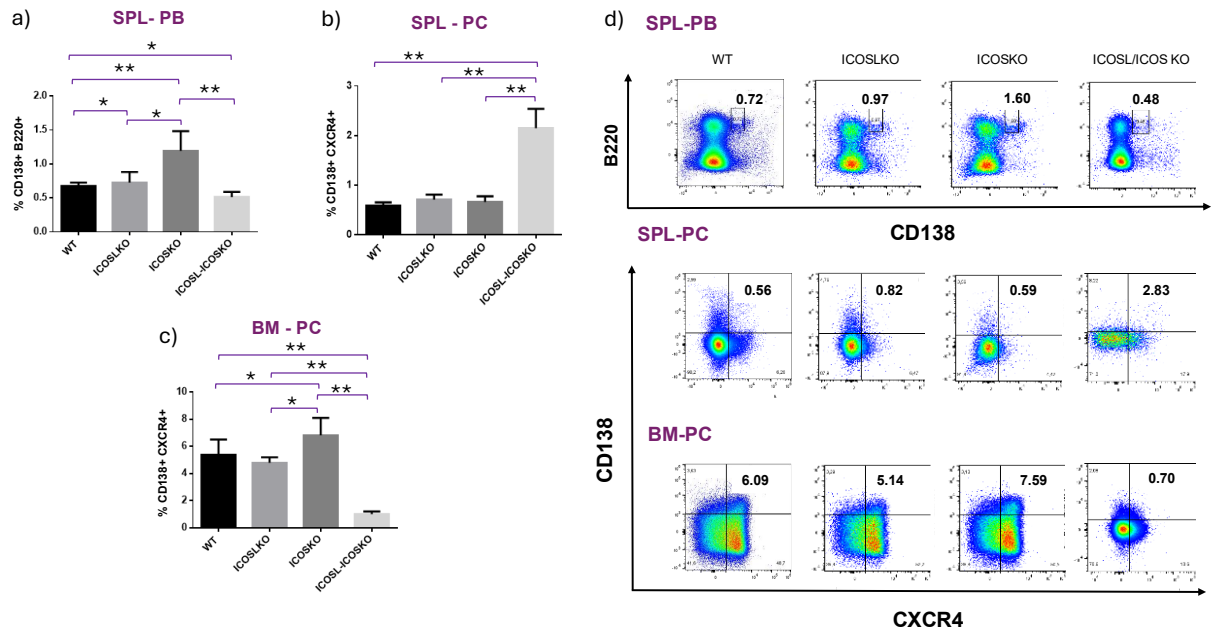 a)
SPL- PB
*
**
**
*
*
2.0
1.5
1.0
0.5
0.0
% CD138+ B220+
WT
ICOSLKO
ICOSKO
ICOSL-ICOSKO
b)
SPL - PC
**
**
**
3
2
1
0
% CD138+ CXCR4+
WT
ICOSLKO
ICOSKO
ICOSL-ICOSKO
c)
BM - PC
**
**
*
**
*
10
8
6
4
2
0
% CD138+ CXCR4+
WT
ICOSLKO
ICOSKO
ICOSL-ICOSKO
d)
SPL-PB
WT
ICOSLKO
ICOSKO
ICOSL/ICOS KO
0.72
0.97
1.60
0.48
B220
CD138
SPL-PC
0.56
0.82
0.59
2.83
CD138
BM-PC
6.09
5.14
7.59
0.70
CXCR4